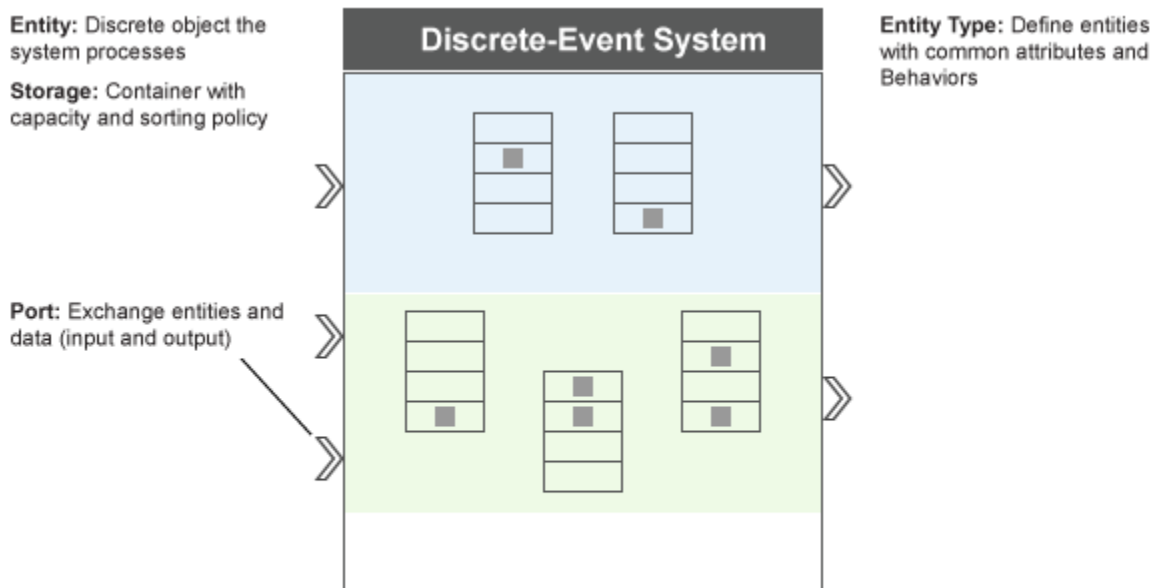 Entity: Discrete object the
system processes
Storage: Container with
capacity and sorting policy
Port: Exchange entities and
data (input and output)
Discrete-Event System
Entity Type: Define entities
with common attributes and
Behaviors